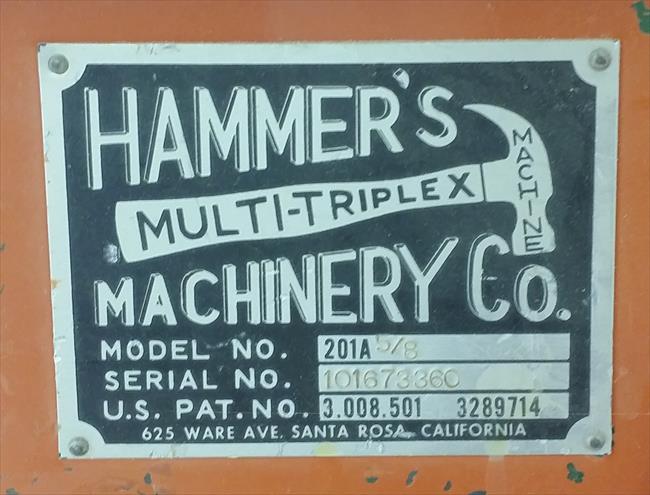 HAMMER'S
MULTI-TRIPLEX MACHINE
MACHINERY CO.
MODEL NO. 201A 5/8
SERIAL NO. 101673360
U.S. PAT. NO. 3.008.501 3289714
625 WARE AVE. SANTA ROSA, CALIFORNIA